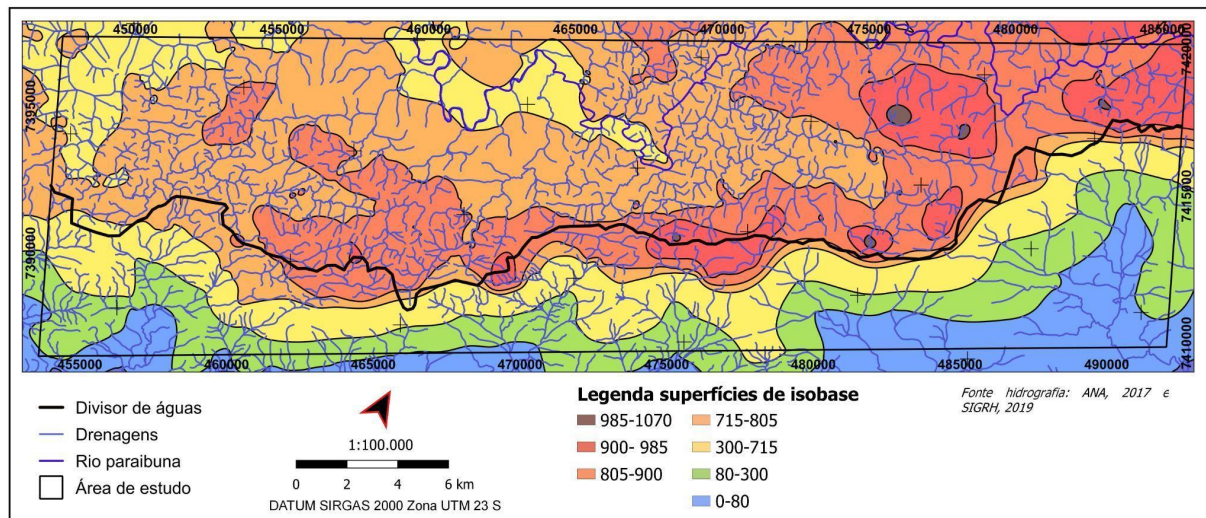 450000 455000 460000 465000 470000 475000 480000 4850000
7420000
7395000
7415000
7390000
7410000
455000 460000 465000 470000 475000 480000 485000 490000
Divisor de águas
Drenagens
Rio paraibuna
Área de estudo
1:100.000
0 2 4 6 km
DATUM SIRGAS 2000 Zona UTM 23 S
Legenda superfícies de isobase
985-1070
900- 985
805-900
715-805
300-715
80-300
0-80
Fonte hidrografia: ANA, 2017 e
SIGRH, 2019